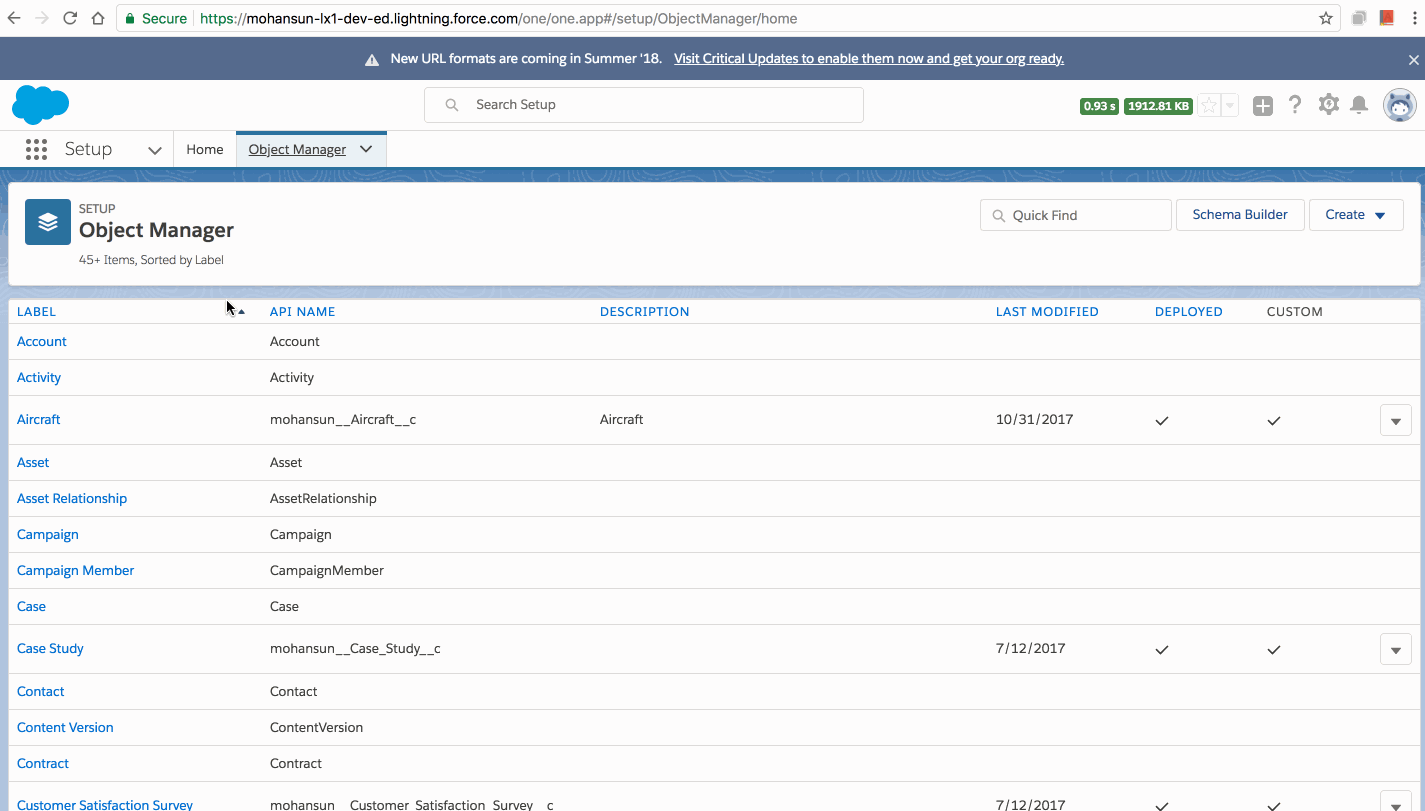 Secure https://mohansun-lx1-dev-ed.lightning.force.com/one/one.app#/setup/ObjectManager/home
New URL formats are coming in Summer '18. Visit Critical Updates to enable them now and get your org ready.
Search Setup
0.93 s 1912.81 KB
Setup Home Object Manager
SETUP
Object Manager
45+ Items, Sorted by Label
Quick Find Schema Builder Create
LABEL API NAME DESCRIPTION LAST MODIFIED DEPLOYED CUSTOM
Account Account
Activity Activity
Aircraft mohansun__Aircraft__c Aircraft 10/31/2017
Asset Asset
Asset Relationship AssetRelationship
Campaign Campaign
Campaign Member CampaignMember
Case Case
Case Study mohansun__Case_Study__c 7/12/2017
Contact Contact
Content Version ContentVersion
Contract Contract
Customer Satisfaction Survey mohansun__Customer_Satisfaction_Survey__c 7/12/2017